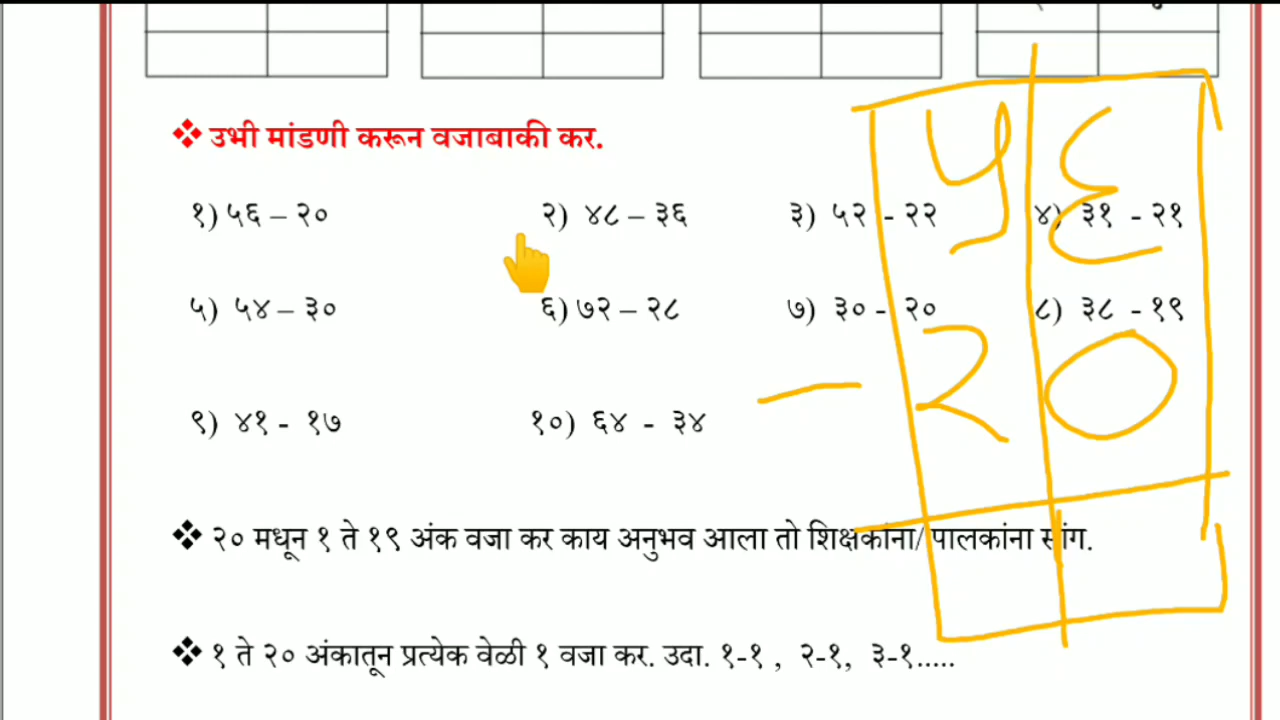 ❖ उभी मांडणी करून वजाबाकी कर.
१) ५६ – २० २) ४८ – ३६ ३) ५२ - २२ ४) ३१ - २१
५) ५४ – ३० ६) ७२ – २८ ७) ३० - २० ८) ३८ - १९
९) ४१ - १७ १०) ६४ - ३४
५ ६
– २ ०
❖ २० मधून १ ते १९ अंक वजा कर काय अनुभव आला तो शिक्षकांना/ पालकांना सांग.
❖ १ ते २० अंकातून प्रत्येक वेळी १ वजा कर. उदा. १-१ , २-१, ३-१.....